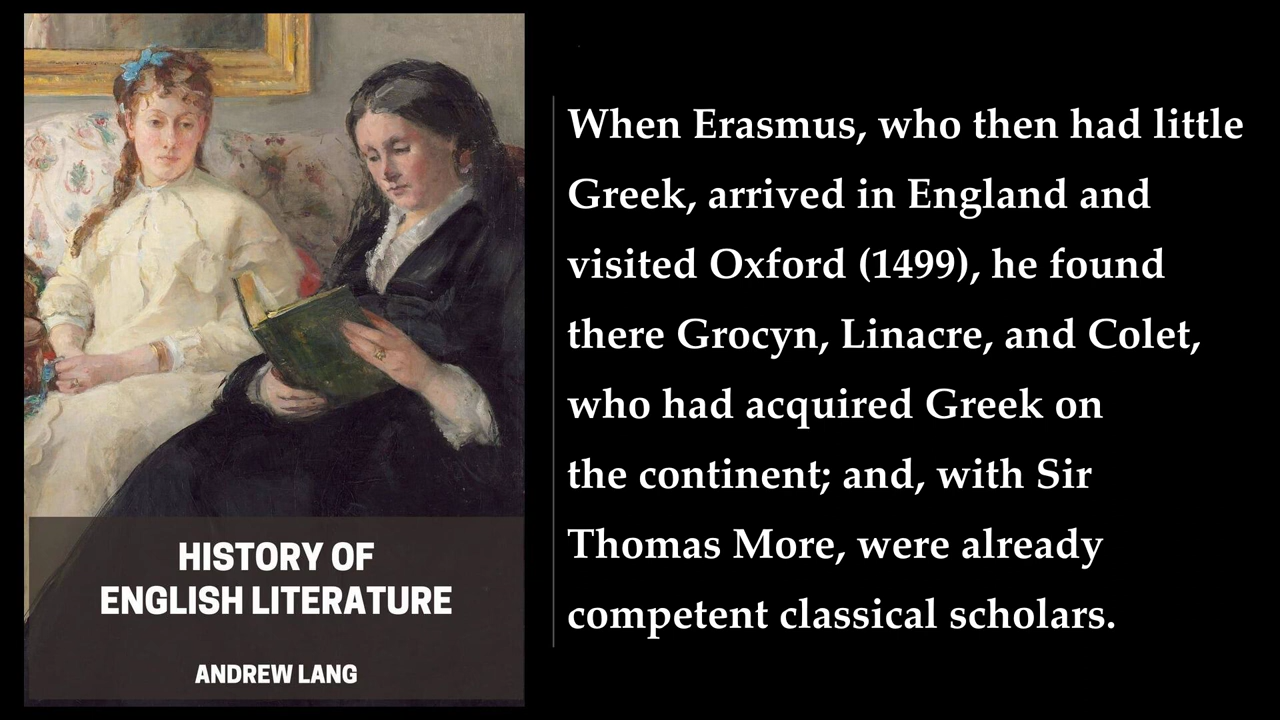 HISTORY OF
ENGLISH LITERATURE
ANDREW LANG
When Erasmus, who then had little
Greek, arrived in England and
visited Oxford (1499), he found
there Grocyn, Linacre, and Colet,
who had acquired Greek on
the continent; and, with Sir
Thomas More, were already
competent classical scholars.